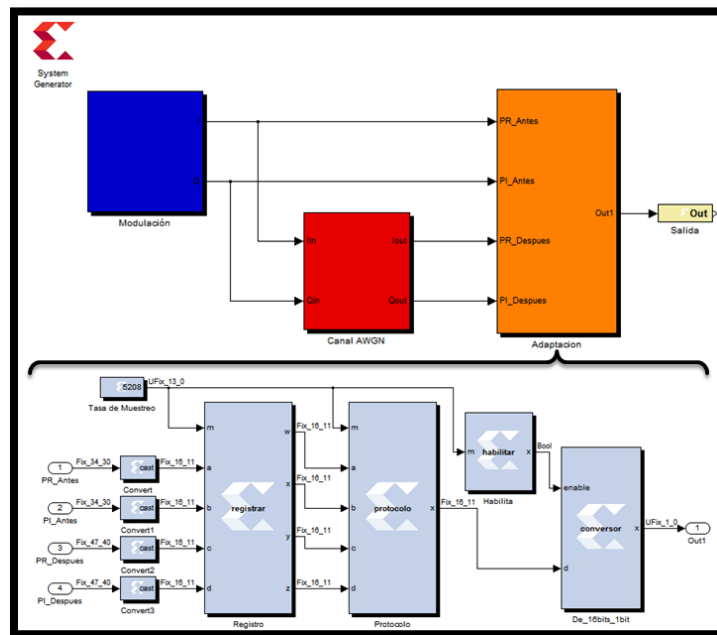 System
Generator
I
Q
Modulación
Iin
Iout
Qin
Qout
Canal AWGN
PR_Antes
PI_Antes
PR_Despues
PI_Despues
Out1
Adaptacion
Out
Salida
5208
UFix_13_0
Tasa de Muestreo
1
Fix_34_30
PR_Antes
cast
Convert
Fix_16_11
2
Fix_34_30
PI_Antes
cast
Convert1
Fix_16_11
3
Fix_47_40
PR_Despues
cast
Convert2
Fix_16_11
4
Fix_47_40
PI_Despues
cast
Convert3
Fix_16_11
m
a
b
c
d
registrar
w
x
y
z
Registro
Fix_16_11
Fix_16_11
Fix_16_11
Fix_16_11
m
a
b
c
d
protocolo
x
Protocolo
Fix_16_11
m
habilitar
x
Habilita
Bool
enable
d
conversor
x
De_16bits_1bit
UFix_1_0
1
Out1